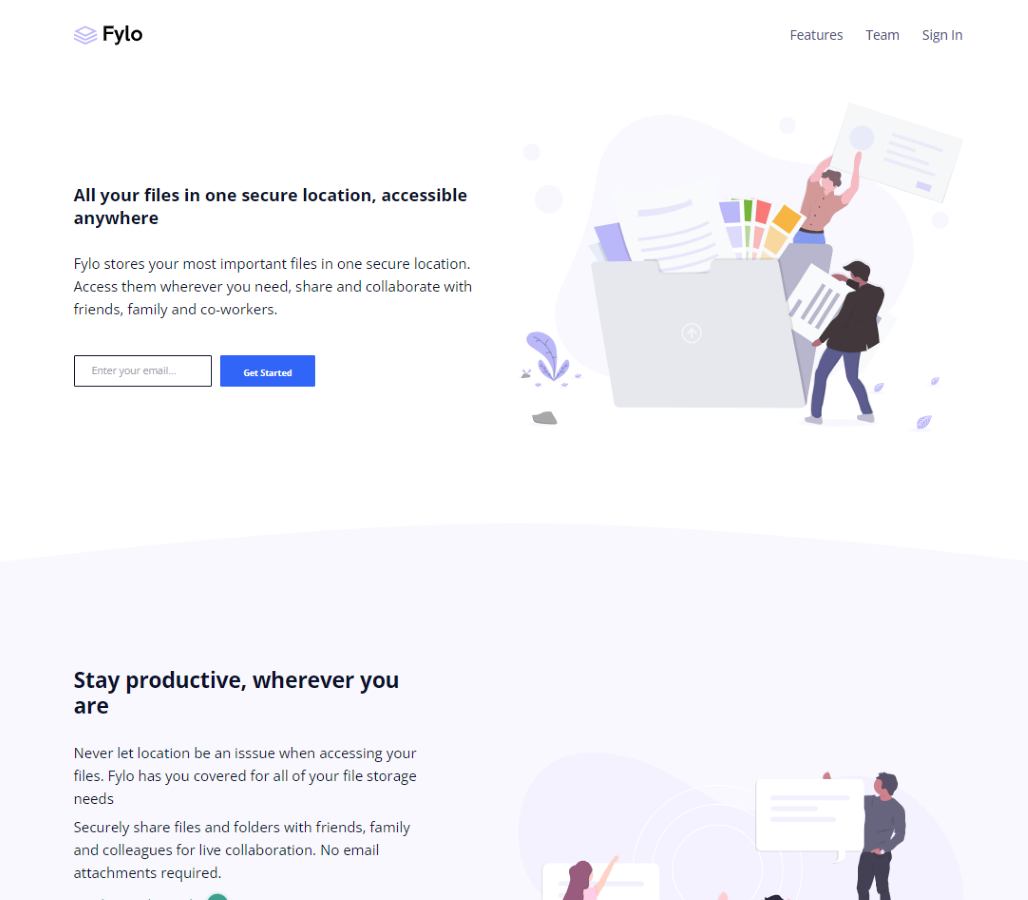 Fylo
Features Team Sign In
All your files in one secure location, accessible
anywhere
Fylo stores your most important files in one secure location.
Access them wherever you need, share and collaborate with
friends, family and co-workers.
Enter your email...
Get Started
Stay productive, wherever you
are
Never let location be an isssue when accessing your
files. Fylo has you covered for all of your file storage
needs
Securely share files and folders with friends, family
and colleagues for live collaboration. No email
attachments required.